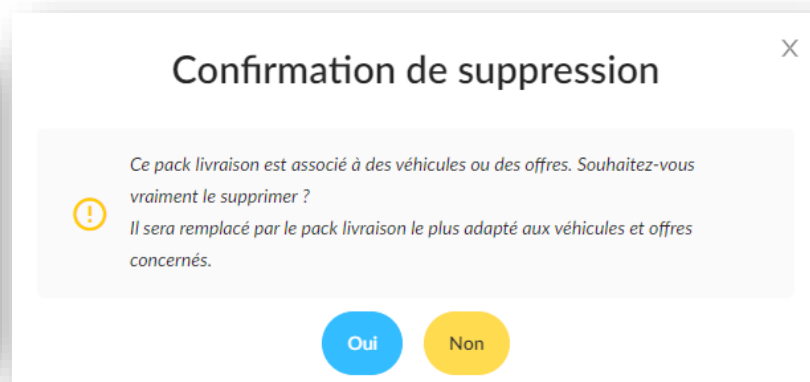 X
Confirmation de suppression
Ce pack livraison est associé à des véhicules ou des offres. Souhaitez-vous
vraiment le supprimer ?
Il sera remplacé par le pack livraison le plus adapté aux véhicules et offres
concernés.
Oui
Non